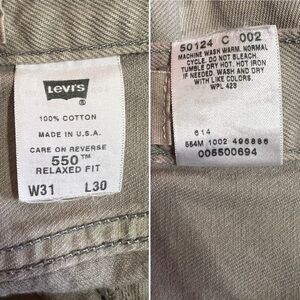 Levi's
®
100% COTTON
MADE IN U.S.A.
CARE ON REVERSE
550™
RELAXED FIT
W31 L30
50124 C 002
MACHINE WASH WARM. NORMAL
CYCLE. DO NOT BLEACH.
TUMBLE DRY HOT. HOT IRON
IF NEEDED. WASH AND DRY
WITH LIKE COLORS.
WPL 423
614
554M 1002 496886
005500694